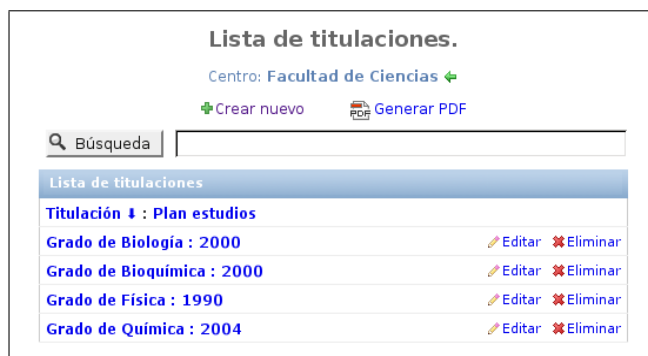 Lista de titulaciones.
Centro: Facultad de Ciencias
Crear nuevo PDF Generar PDF
Búsqueda
Lista de titulaciones
Titulación : Plan estudios
Grado de Biología : 2000 Editar Eliminar
Grado de Bioquímica : 2000 Editar Eliminar
Grado de Física : 1990 Editar Eliminar
Grado de Química : 2004 Editar Eliminar